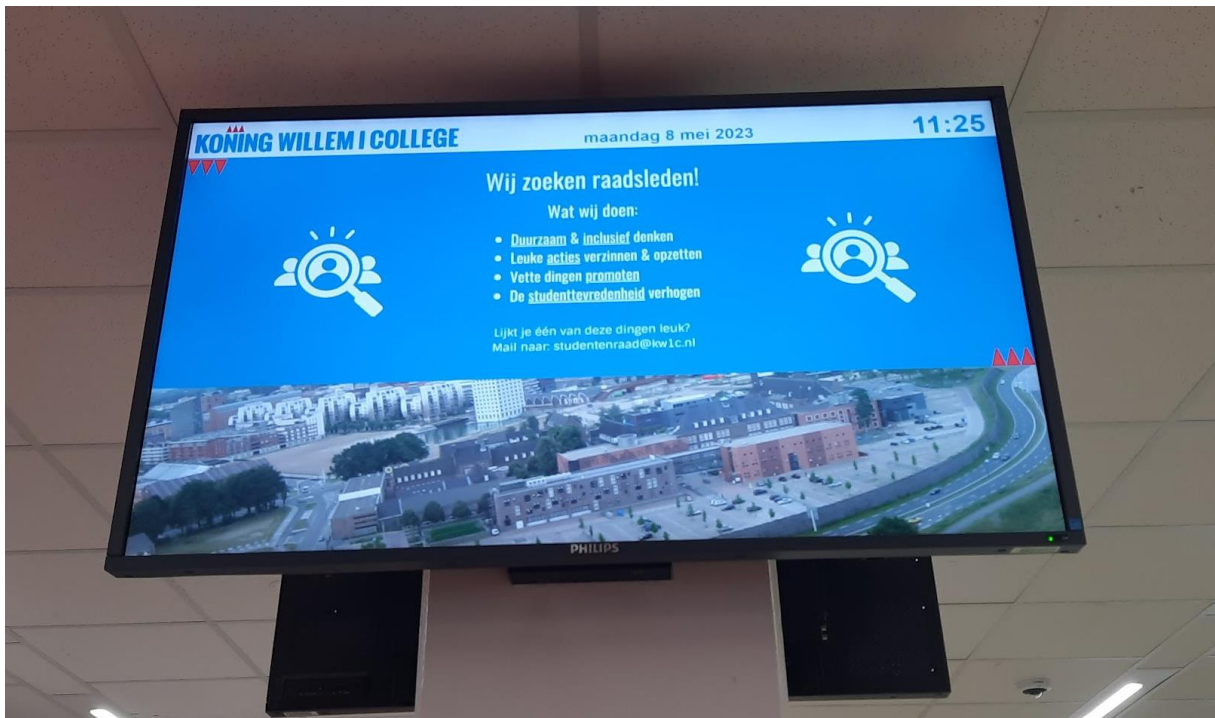 KONING WILLEM I COLLEGE
maandag 8 mei 2023
11:25
Wij zoeken raadsleden!
Wat wij doen:
• Duurzaam & inclusief denken
• Leuke acties verzinnen & opzetten
• Vette dingen promoten
• De studenttevredenheid verhogen
Lijkt je één van deze dingen leuk?
Mail naar: studentenraad@kw1c.nl
PHILIPS